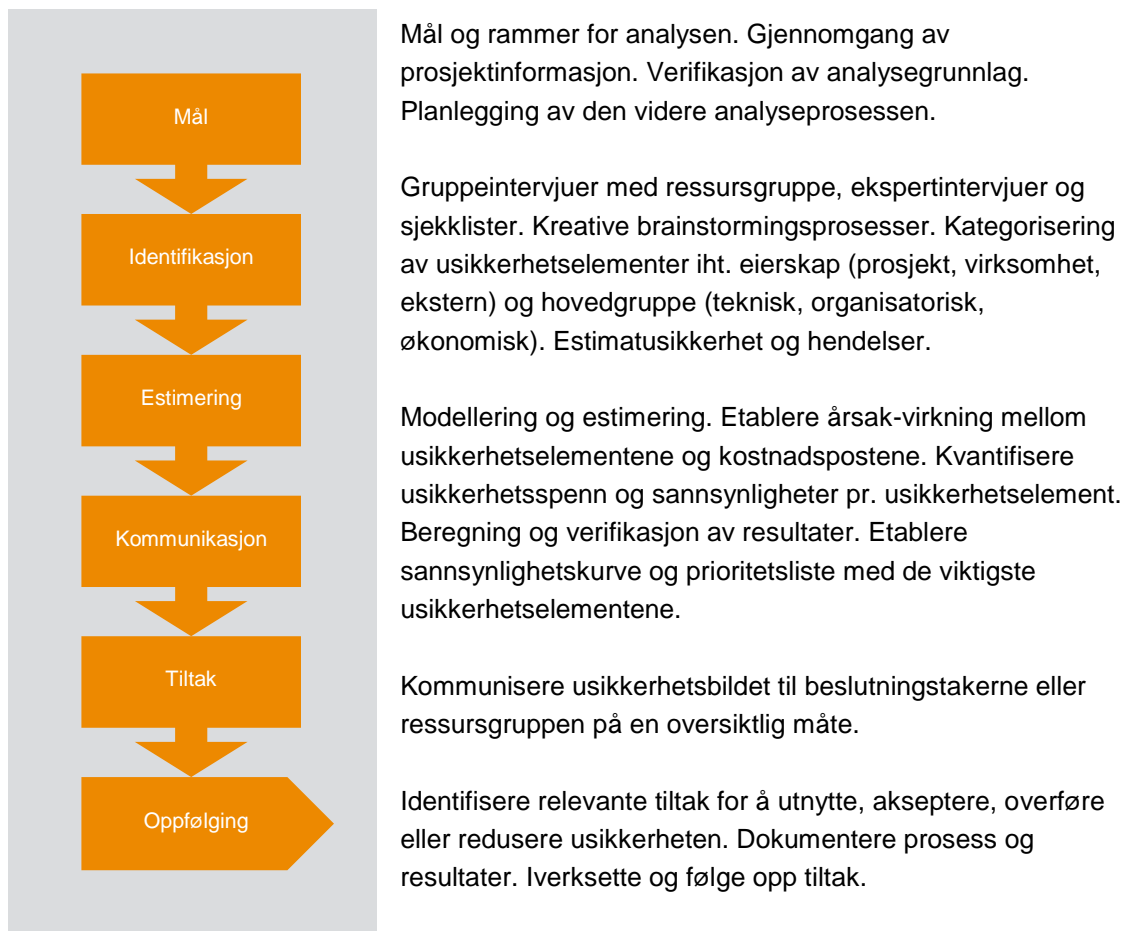 Mål
Identifikasjon
Estimering
Kommunikasjon
Tiltak
Oppfølging
Mål og rammer for analysen. Gjennomgang av
prosjektinformasjon. Verifikasjon av analysegrunnlag.
Planlegging av den videre analyseprosessen.
Gruppeintervjuer med ressursgruppe, ekspertintervjuer og
sjekklister. Kreative brainstormingsprosesser. Kategorisering
av usikkerhetselementer iht. eierskap (prosjekt, virksomhet,
ekstern) og hovedgruppe (teknisk, organisatorisk,
økonomisk). Estimatusikkerhet og hendelser.
Modellering og estimering. Etablere årsak-virkning mellom
usikkerhetselementene og kostnadspostene. Kvantifisere
usikkerhetsspenn og sannsynligheter pr. usikkerhetselement.
Beregning og verifikasjon av resultater. Etablere
sannsynlighetskurve og prioritetsliste med de viktigste
usikkerhetselementene.
Kommunisere usikkerhetsbildet til beslutningstakerne eller
ressursgruppen på en oversiktlig måte.
Identifisere relevante tiltak for å utnytte, akseptere, overføre
eller redusere usikkerheten. Dokumentere prosess og
resultater. Iverksette og følge opp tiltak.